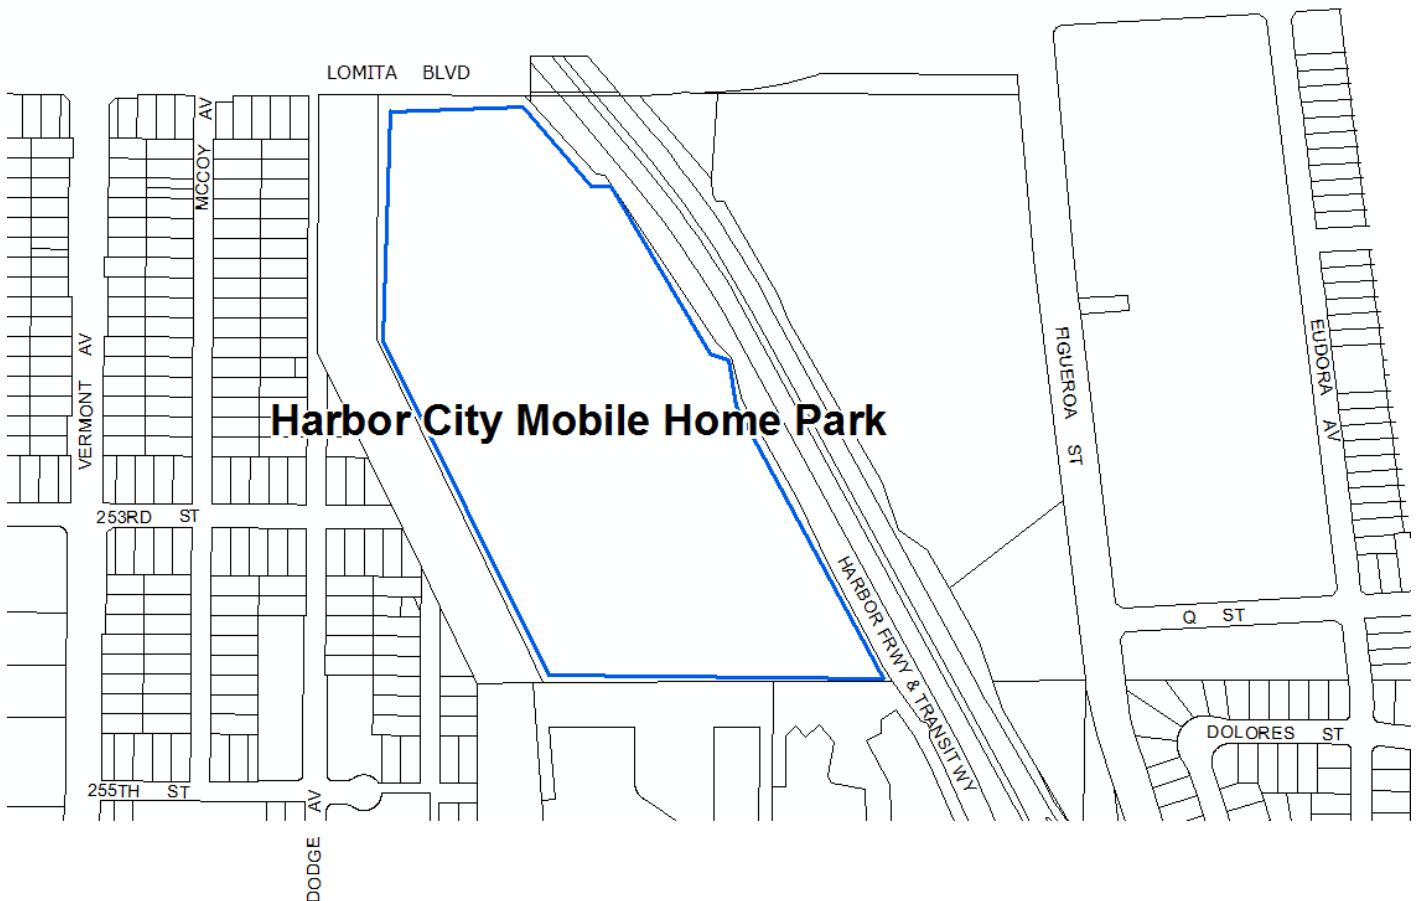 LOMITA BLVD
MCCOY AV
VERMONT AV
Harbor City Mobile Home Park
FIGUEROA ST
EUDORA AV
253RD ST
HARBOR FRWY & TRANSIT WY
Q ST
DOLORES ST
255TH ST
DODGE AV